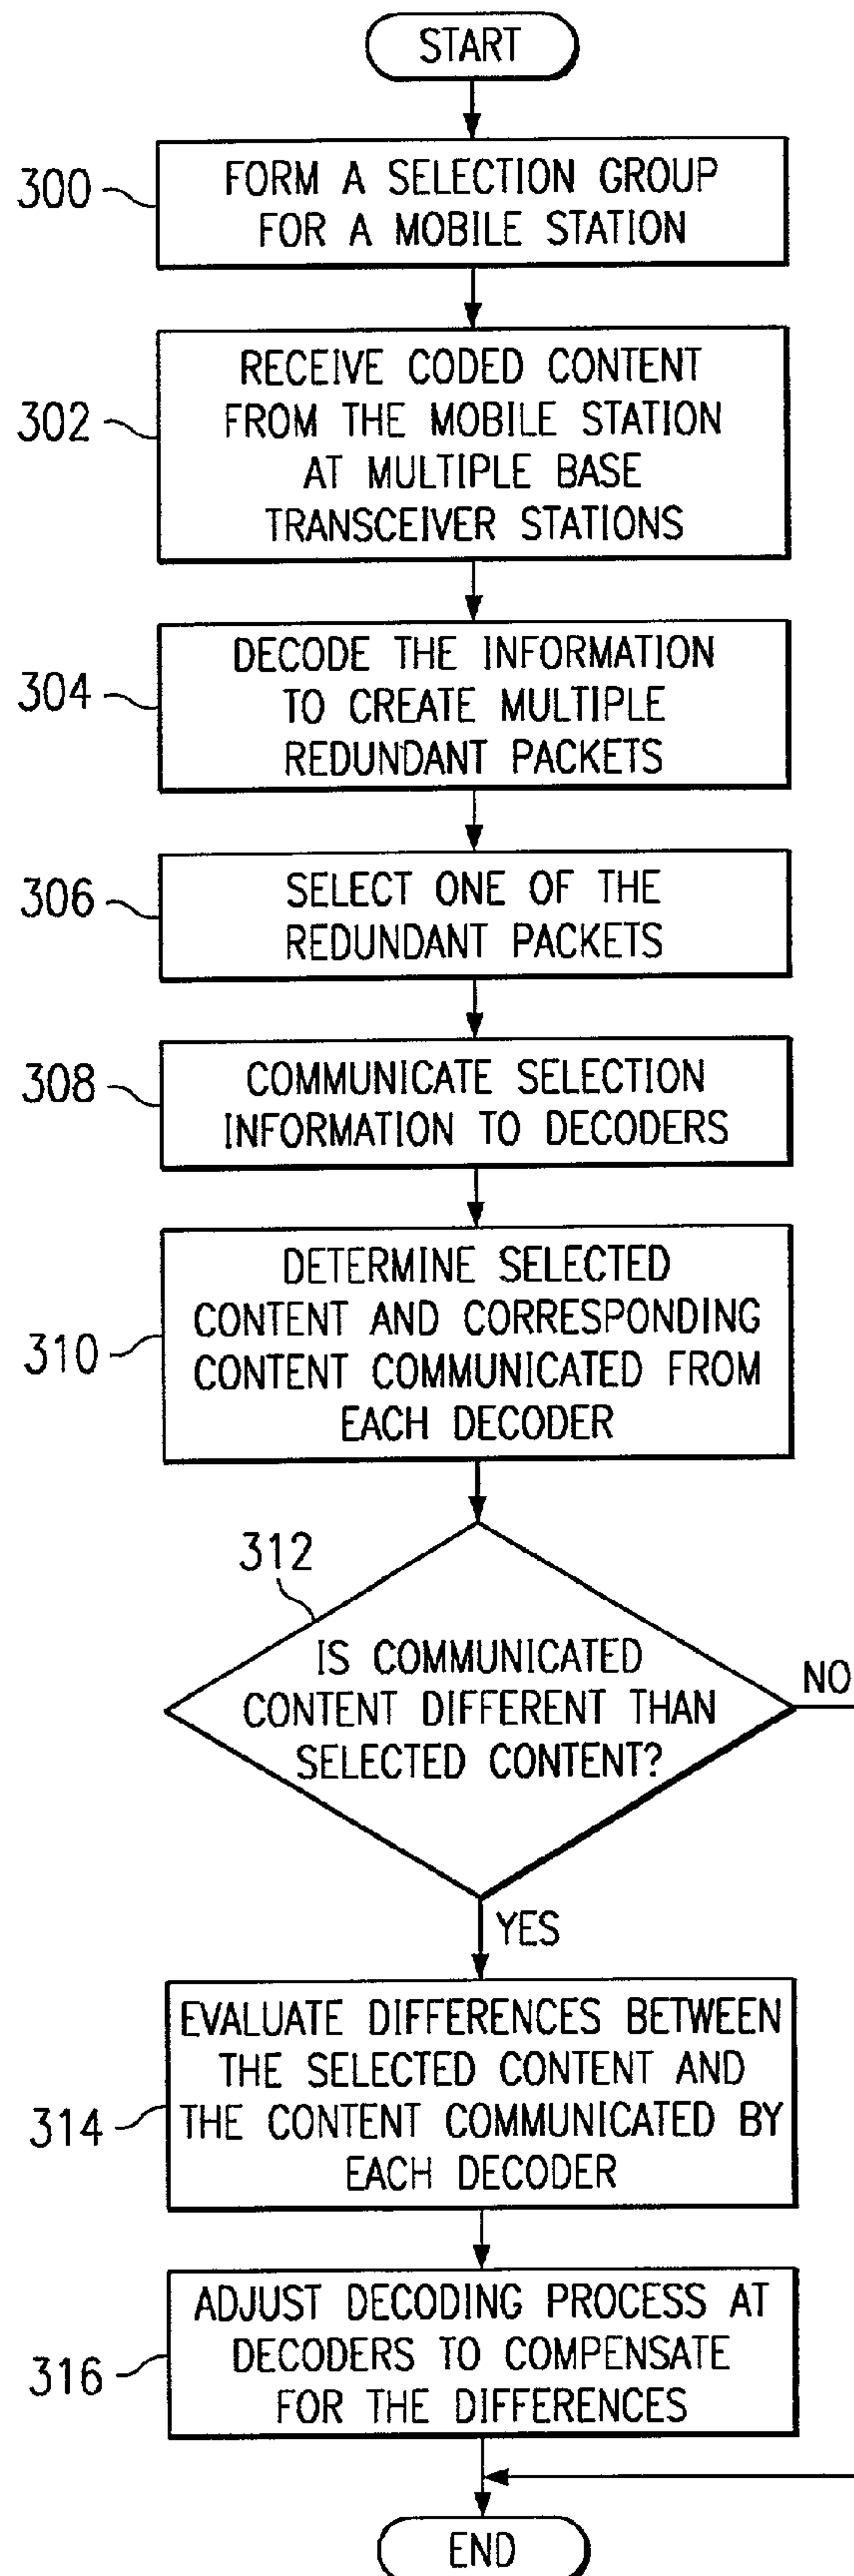 START
300
FORM A SELECTION GROUP
FOR A MOBILE STATION
302
RECEIVE CODED CONTENT
FROM THE MOBILE STATION
AT MULTIPLE BASE
TRANSCEIVER STATIONS
304
DECODE THE INFORMATION
TO CREATE MULTIPLE
REDUNDANT PACKETS
306
SELECT ONE OF THE
REDUNDANT PACKETS
308
COMMUNICATE SELECTION
INFORMATION TO DECODERS
310
DETERMINE SELECTED
CONTENT AND CORRESPONDING
CONTENT COMMUNICATED FROM
EACH DECODER
312
IS COMMUNICATED
CONTENT DIFFERENT THAN
SELECTED CONTENT?
NO
YES
314
EVALUATE DIFFERENCES BETWEEN
THE SELECTED CONTENT AND
THE CONTENT COMMUNICATED BY
EACH DECODER
316
ADJUST DECODING PROCESS AT
DECODERS TO COMPENSATE
FOR THE DIFFERENCES
END